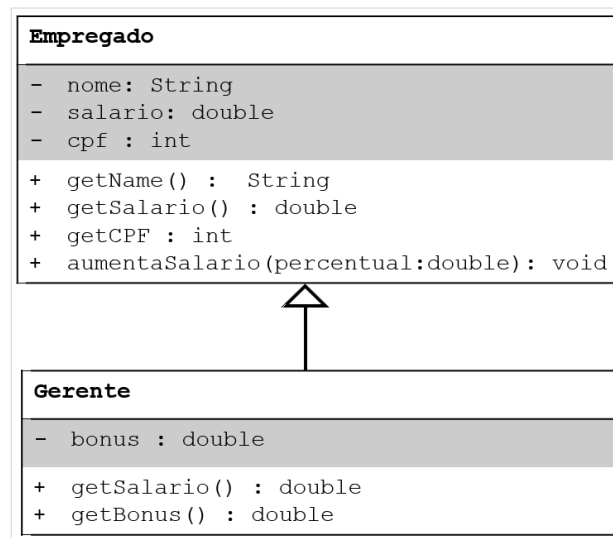 Empregado
- nome: String
- salario: double
- cpf : int
+ getName() : String
+ getSalario() : double
+ getCPF : int
+ aumentaSalario(percentual:double): void
Gerente
- bonus : double
+ getSalario() : double
+ getBonus() : double